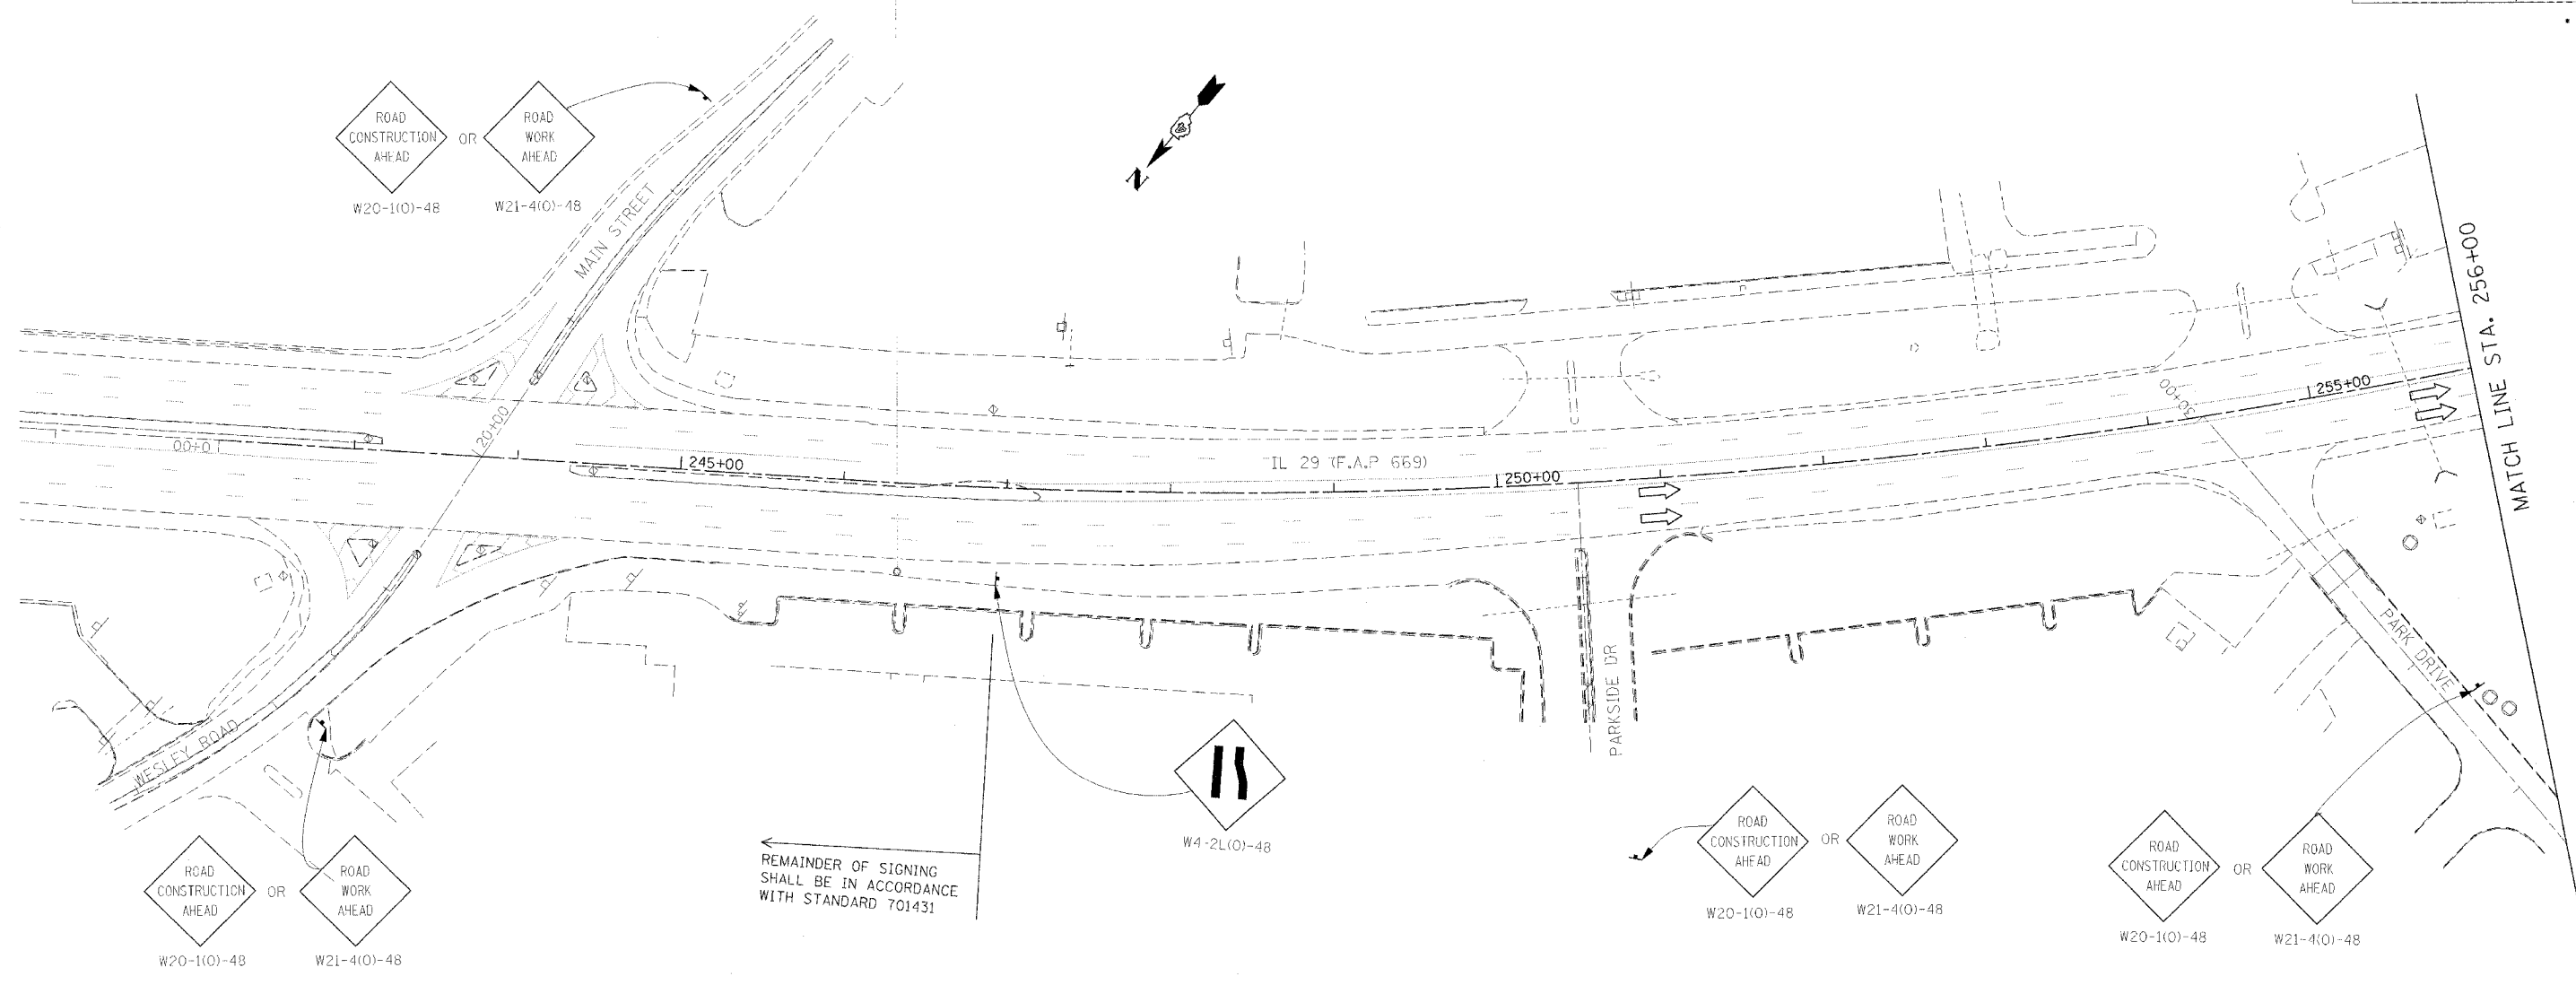 ROAD
CONSTRUCTION
AHEAD
OR
ROAD
WORK
AHEAD
W20-1(O)-48
W21-4(O)-48
MAIN STREET
N
MATCH LINE STA. 256+00
20+00
00+0
245+00
IL 29 (F.A.P 669)
250+00
30+00
255+00
WESLEY ROAD
PARKSIDE DR
PARK DRIVE
W4-2L(O)-48
REMAINDER OF SIGNING
SHALL BE IN ACCORDANCE
WITH STANDARD 701431
ROAD
CONSTRUCTION
AHEAD
OR
ROAD
WORK
AHEAD
W20-1(O)-48
W21-4(O)-48
ROAD
CONSTRUCTION
AHEAD
OR
ROAD
WORK
AHEAD
W20-1(O)-48
W21-4(O)-48
ROAD
CONSTRUCTION
AHEAD
OR
ROAD
WORK
AHEAD
W20-1(O)-48
W21-4(O)-48